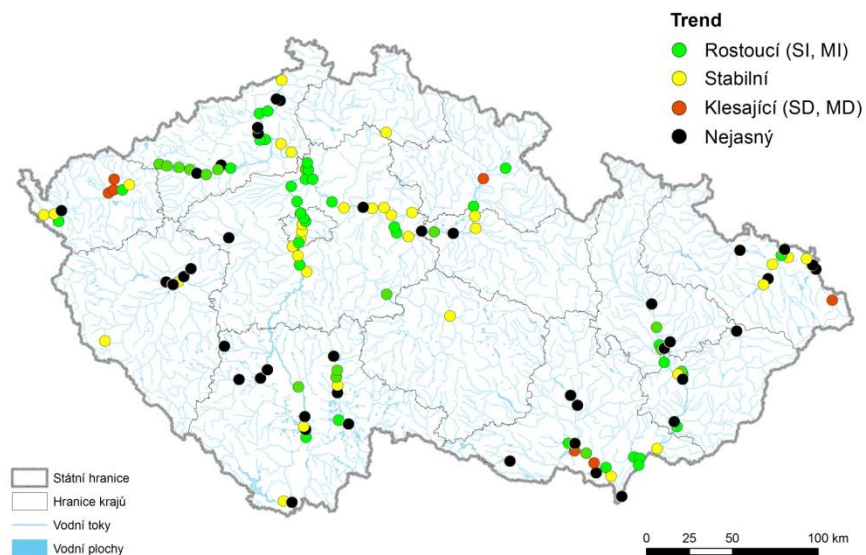 Trend
Rostoucí (SI, MI)
Stabilní
Klesající (SD, MD)
Nejasný
Státní hranice
Hranice krajů
Vodní toky
Vodní plochy
0 25 50 100 km